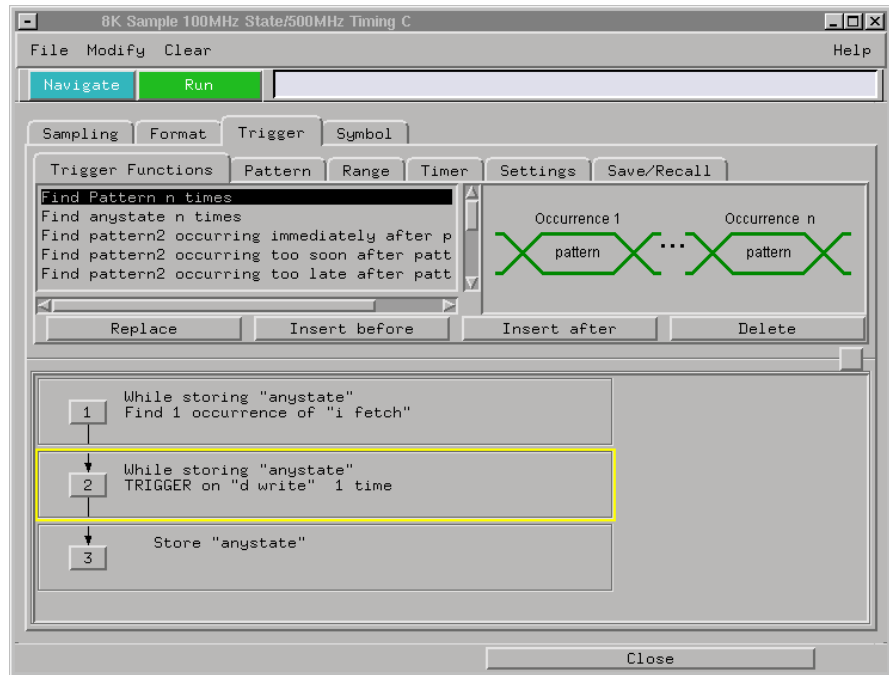 8K Sample 100MHz State/500MHz Timing C
File Modify Clear Help
Navigate Run
Sampling Format Trigger Symbol
Trigger Functions Pattern Range Timer Settings Save/Recall
Find Pattern n times
Find anystate n times
Find pattern2 occurring immediately after p
Find pattern2 occurring too soon after patt
Find pattern2 occurring too late after patt
Occurrence 1 Occurrence n
pattern ... pattern
Replace Insert before Insert after Delete
While storing "anystate"
1 Find 1 occurrence of "i fetch"
While storing "anystate"
2 TRIGGER on "d write" 1 time
Store "anystate"
3
Close